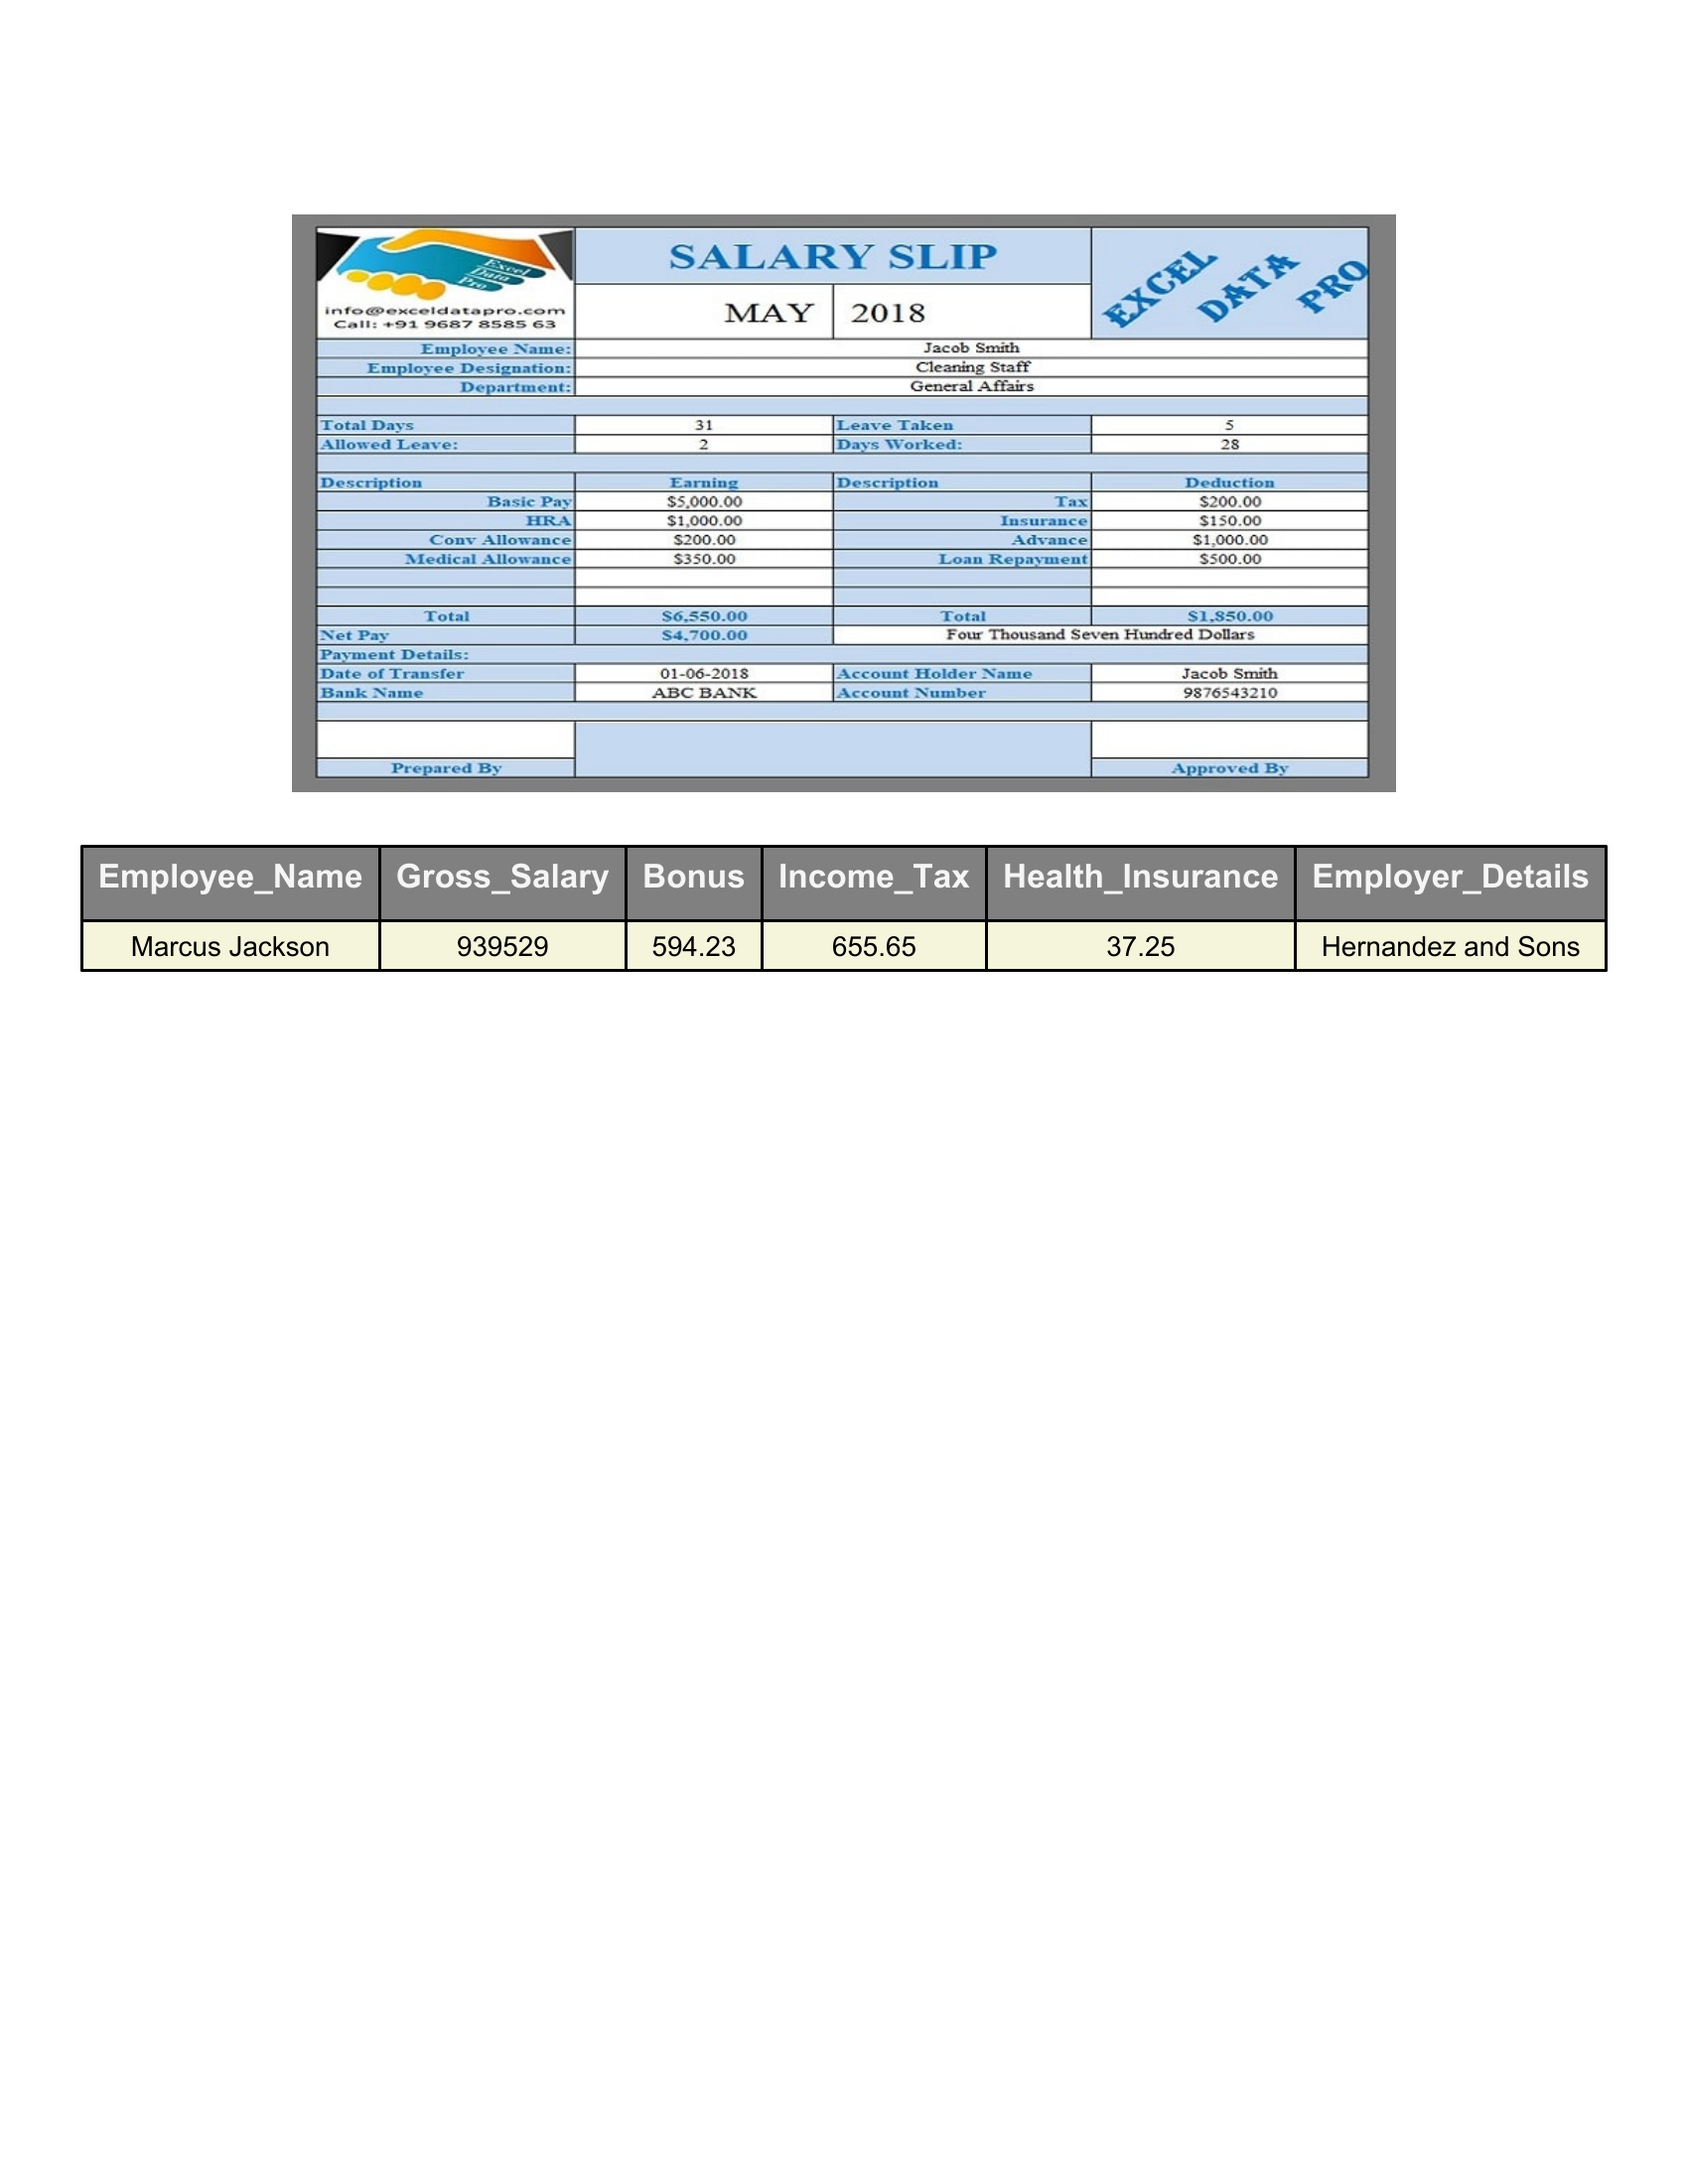 Excel
Data
Pro
info@exceldatapro.com
Call: +91 9687 8585 63
SALARY SLIP
MAY 2018
EXCEL
DATA
PRO
Employee Name: Jacob Smith
Employee Designation: Cleaning Staff
Department: General Affairs
Total Days 31 Leave Taken 5
Allowed Leave: 2 Days Worked: 28
Description Earning Description Deduction
Basic Pay $5,000.00 Tax $200.00
HRA $1,000.00 Insurance $150.00
Conv Allowance $200.00 Advance $1,000.00
Medical Allowance $350.00 Loan Repayment $500.00
Total $6,550.00 Total $1,850.00
Net Pay $4,700.00 Four Thousand Seven Hundred Dollars
Payment Details:
Date of Transfer 01-06-2018 Account Holder Name Jacob Smith
Bank Name ABC BANK Account Number 9876543210
Prepared By Approved By
Employee_Name Gross_Salary Bonus Income_Tax Health_Insurance Employer_Details
Marcus Jackson 939529 594.23 655.65 37.25 Hernandez and Sons